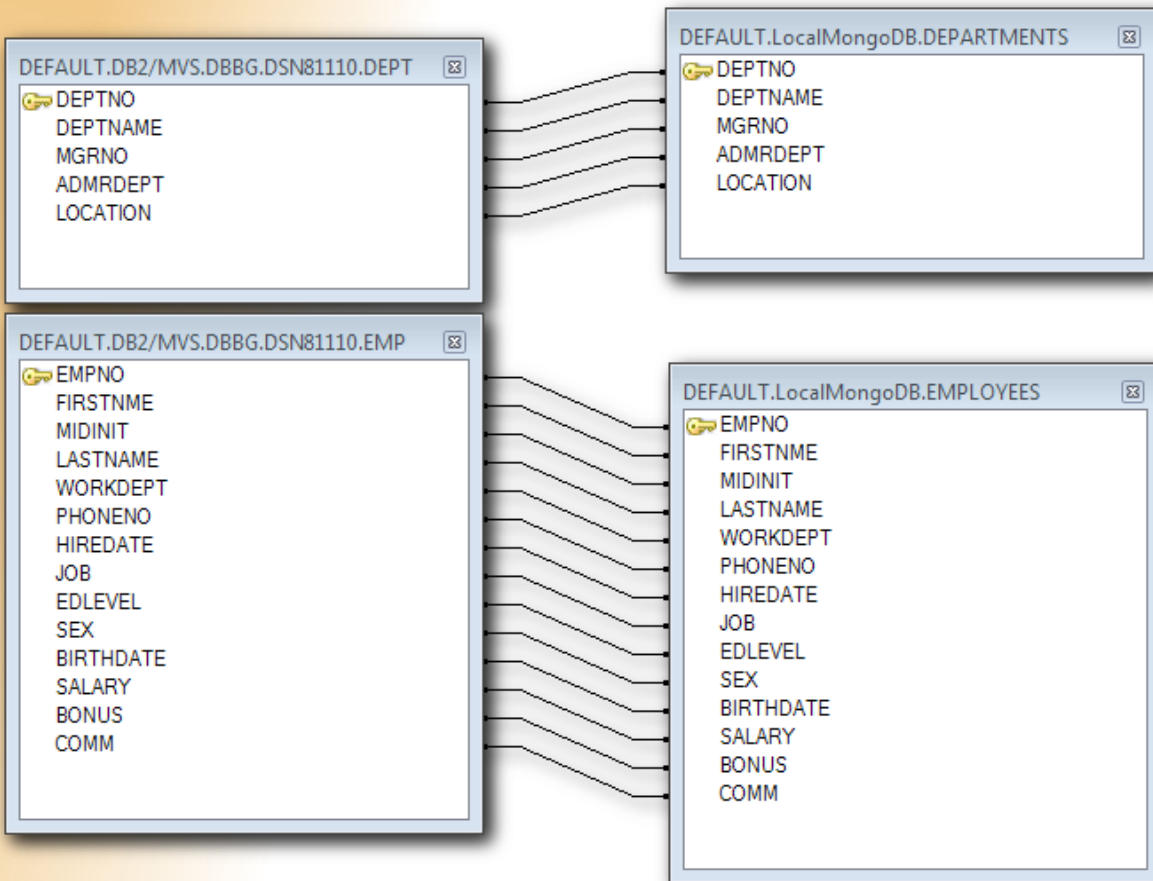 DEFAULT.DB2/MVS.DBBG.DSN81110.DEPT
DEPTNO
DEPTNAME
MGRNO
ADMRDEPT
LOCATION
DEFAULT.LocalMongoDB.DEPARTMENTS
DEPTNO
DEPTNAME
MGRNO
ADMRDEPT
LOCATION
DEFAULT.DB2/MVS.DBBG.DSN81110.EMP
EMPNO
FIRSTNME
MIDINIT
LASTNAME
WORKDEPT
PHONENO
HIREDATE
JOB
EDLEVEL
SEX
BIRTHDATE
SALARY
BONUS
COMM
DEFAULT.LocalMongoDB.EMPLOYEES
EMPNO
FIRSTNME
MIDINIT
LASTNAME
WORKDEPT
PHONENO
HIREDATE
JOB
EDLEVEL
SEX
BIRTHDATE
SALARY
BONUS
COMM